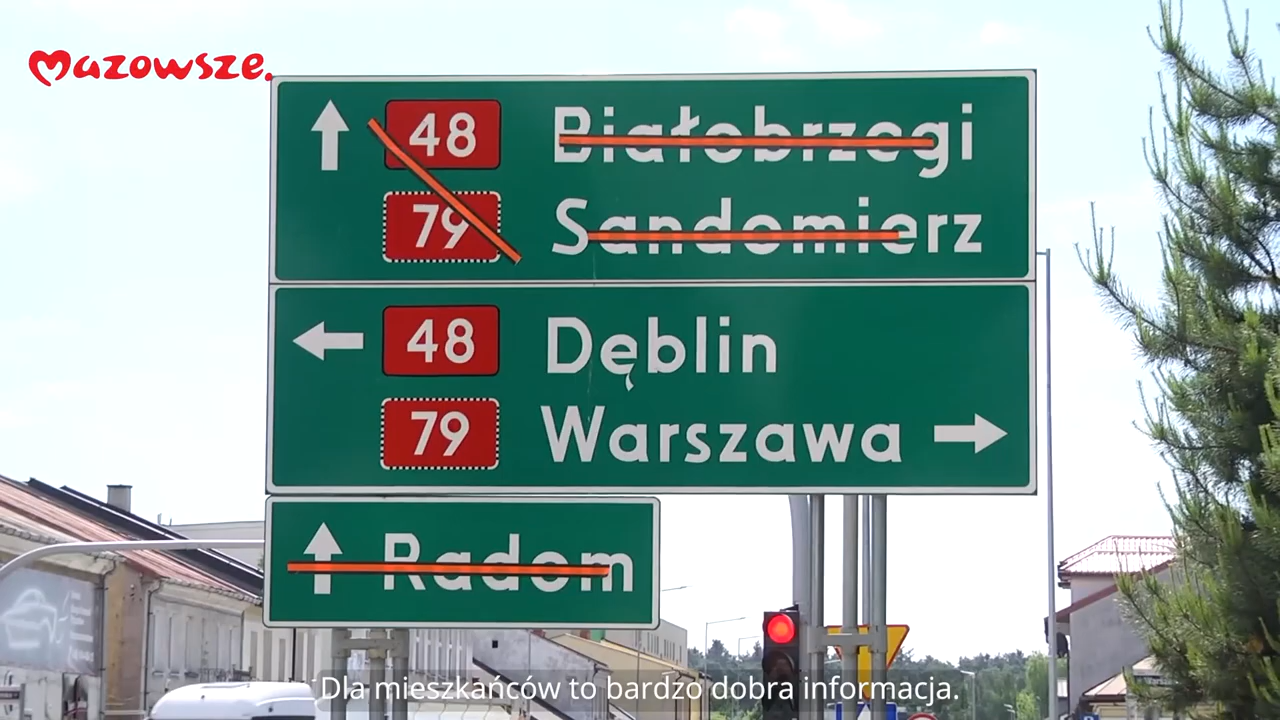 Mazowsze.
48 Białobrzegi
79 Sandomierz
48 Dęblin
79 Warszawa
Radom
Dla mieszkańców to bardzo dobra informacja.